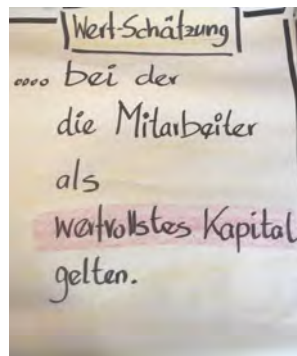 Wert-Schätzung
.... bei der
die Mitarbeiter
als
wertvollstes Kapital
gelten.